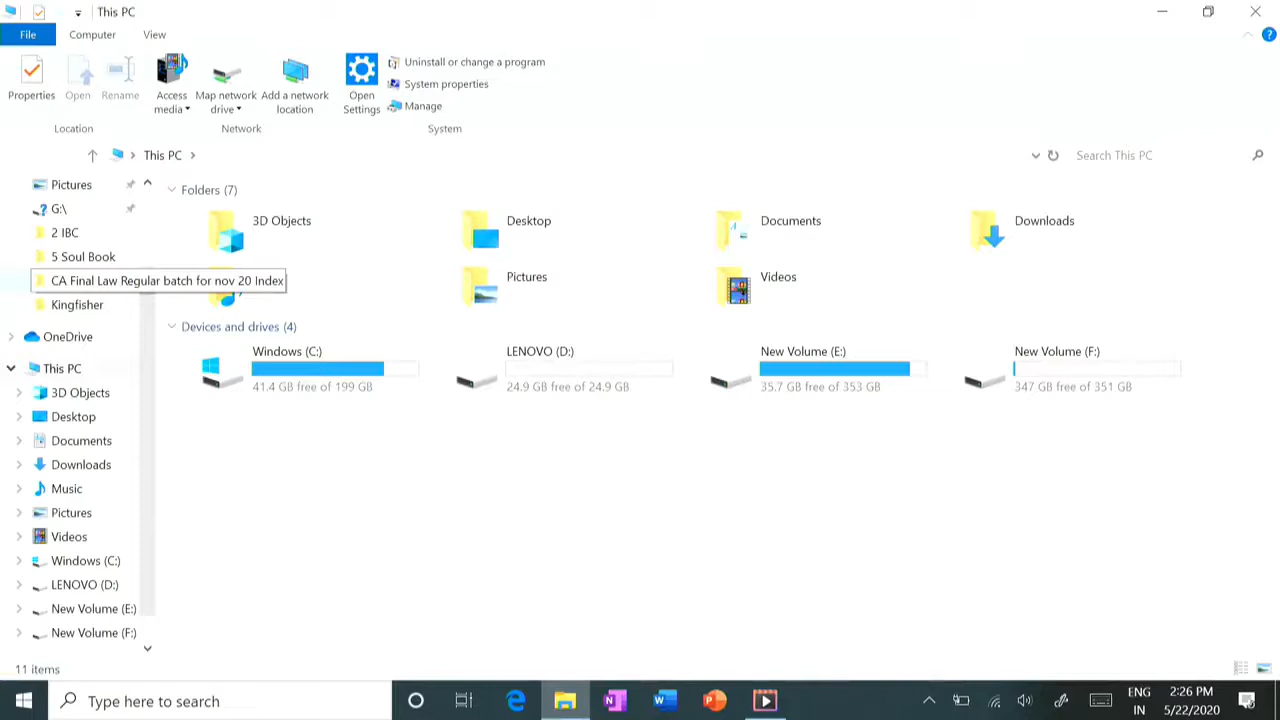 This PC
File
Computer
View
Properties
Open
Rename
Access media
Map network drive
Add a network location
Open Settings
Uninstall or change a program
System properties
Manage
Location
Network
System
This PC
Search This PC
Pictures
G:\
2 IBC
5 Soul Book
CA Final Law Regular batch for nov 20 Index
Kingfisher
OneDrive
This PC
3D Objects
Desktop
Documents
Downloads
Music
Pictures
Videos
Windows (C:)
LENOVO (D:)
New Volume (E:)
New Volume (F:)
Folders (7)
3D Objects
Desktop
Documents
Downloads
Pictures
Videos
Devices and drives (4)
Windows (C:)
41.4 GB free of 199 GB
LENOVO (D:)
24.9 GB free of 24.9 GB
New Volume (E:)
35.7 GB free of 353 GB
New Volume (F:)
347 GB free of 351 GB
11 items
Type here to search
ENG
IN
2:26 PM
5/22/2020